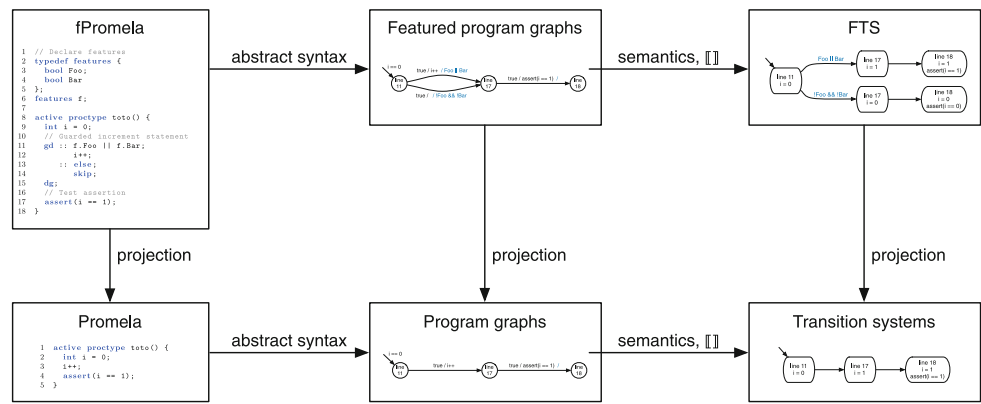 fPromela
1 // Declare features
2 typedef features {
3 bool Foo;
4 bool Bar
5 };
6 features f;
7
8 active proctype toto() {
9 int i = 0;
10 // Guarded increment statement
11 gd :: f.Foo || f.Bar;
12 i++;
13 :: else;
14 skip;
15 dg;
16 // Test assertion
17 assert(i == 1);
18 }
abstract syntax
Featured program graphs
i == 0
true / i++ / Foo || Bar
true / assert(i == 1) /
line 11
line 17
line 18
true / / !Foo && !Bar
semantics, ⟦ ⟧
FTS
Foo || Bar
line 17
i = 1
line 18
i = 1
assert(i == 1)
line 11
i = 0
!Foo && !Bar
line 17
i = 0
line 18
i = 0
assert(i == 0)
projection
projection
projection
Promela
1 active proctype toto() {
2 int i = 0;
3 i++;
4 assert(i == 1);
5 }
abstract syntax
Program graphs
i == 0
true / i++
true / assert(i == 1) /
line 11
line 17
line 18
semantics, ⟦ ⟧
Transition systems
line 11
i = 0
line 17
i = 1
line 18
i = 1
assert(i == 1)